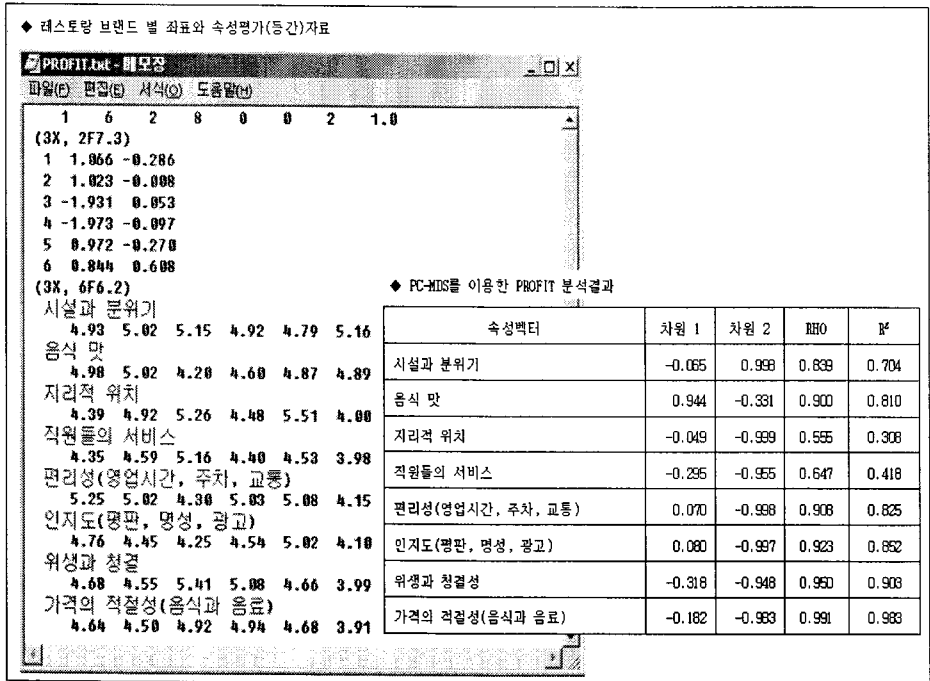 ◆ 레스토랑 브랜드 별 좌표와 속성평가(등간)자료
PROFIT.txt - 메모장
파일(F) 편집(E) 서식(O) 도움말(H)
1 6 2 8 0 0 2 1.0
(3X, 2F7.3)
1 1.066 -0.286
2 1.023 -0.008
3 -1.931 0.053
4 -1.973 -0.097
5 0.972 -0.270
6 0.844 0.608
(3X, 6F6.2)
시설과 분위기
4.93 5.02 5.15 4.92 4.79 5.16
음식 맛
4.98 5.02 4.20 4.60 4.87 4.89
지리적 위치
4.39 4.92 5.26 4.48 5.51 4.00
직원들의 서비스
4.35 4.59 5.16 4.40 4.53 3.98
편리성(영업시간, 주차, 교통)
5.25 5.02 4.30 5.03 5.08 4.15
인지도(평판, 명성, 광고)
4.76 4.45 4.25 4.54 5.02 4.10
위생과 청결
4.68 4.55 5.41 5.08 4.66 3.99
가격의 적절성(음식과 음료)
4.64 4.50 4.92 4.94 4.68 3.91
◆ PC-MDS를 이용한 PROFIT 분석결과
속성벡터 차원 1 차원 2 RHO R²
시설과 분위기 -0.065 0.998 0.839 0.704
음식 맛 0.944 -0.331 0.900 0.810
지리적 위치 -0.049 -0.999 0.555 0.308
직원들의 서비스 -0.295 -0.955 0.647 0.418
편리성(영업시간, 주차, 교통) 0.070 -0.998 0.908 0.825
인지도(평판, 명성, 광고) 0.080 -0.997 0.923 0.852
위생과 청결성 -0.318 -0.948 0.950 0.903
가격의 적절성(음식과 음료) -0.182 -0.983 0.991 0.983